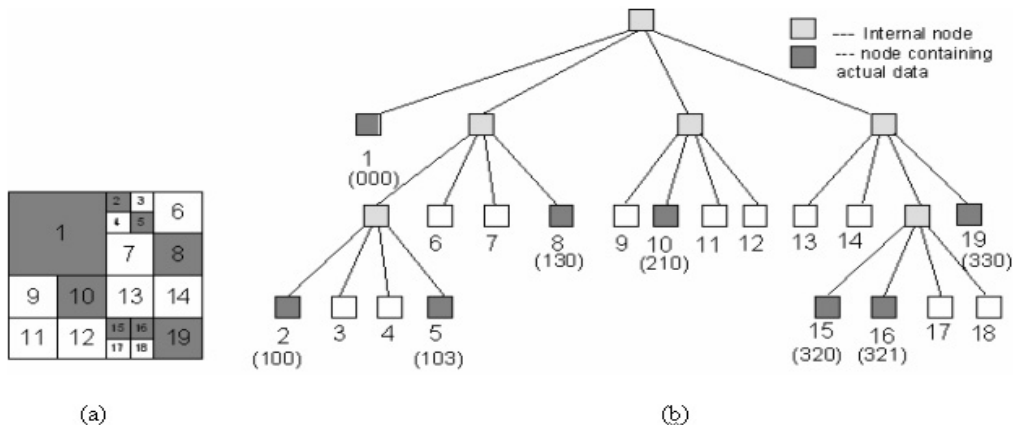 --- Internal node
--- node containing
actual data
1
(000)
2 3 6
4 5
1
7 8
6 7 8 9 10 11 12 13 14 19
(130) (210) (330)
9 10 13 14
11 12 15 16 19
17 18
2 3 4 5 15 16 17 18
(100) (103) (320) (321)
(a) (b)